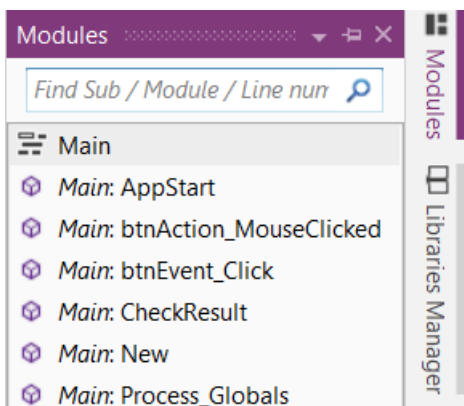 Modules
Find Sub / Module / Line num
Main
Main: AppStart
Main: btnAction_MouseClicked
Main: btnEvent_Click
Main: CheckResult
Main: New
Main: Process_Globals
Modules
Libraries Manager